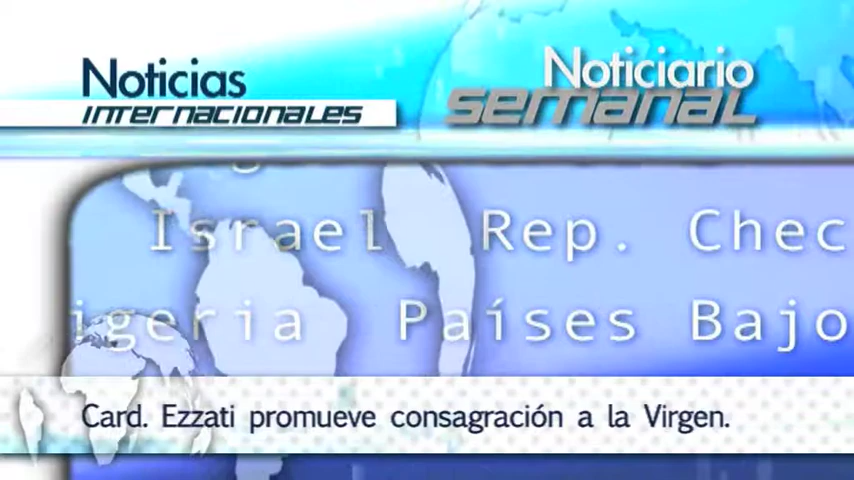 Noticias
internacionales
Noticiario
semanal
Israel Rep. Chec
igeria Países Bajo
Card. Ezzati promueve consagración a la Virgen.